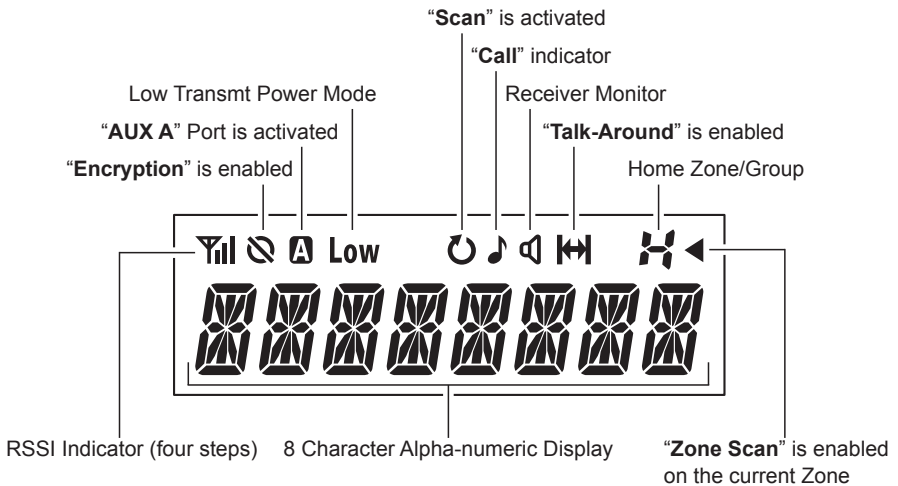 “Scan” is activated
“Call” indicator
Low Transmt Power Mode
Receiver Monitor
“AUX A” Port is activated
“Talk-Around” is enabled
“Encryption” is enabled
Home Zone/Group
A Low H
RSSI Indicator (four steps)
8 Character Alpha-numeric Display
“Zone Scan” is enabled
on the current Zone